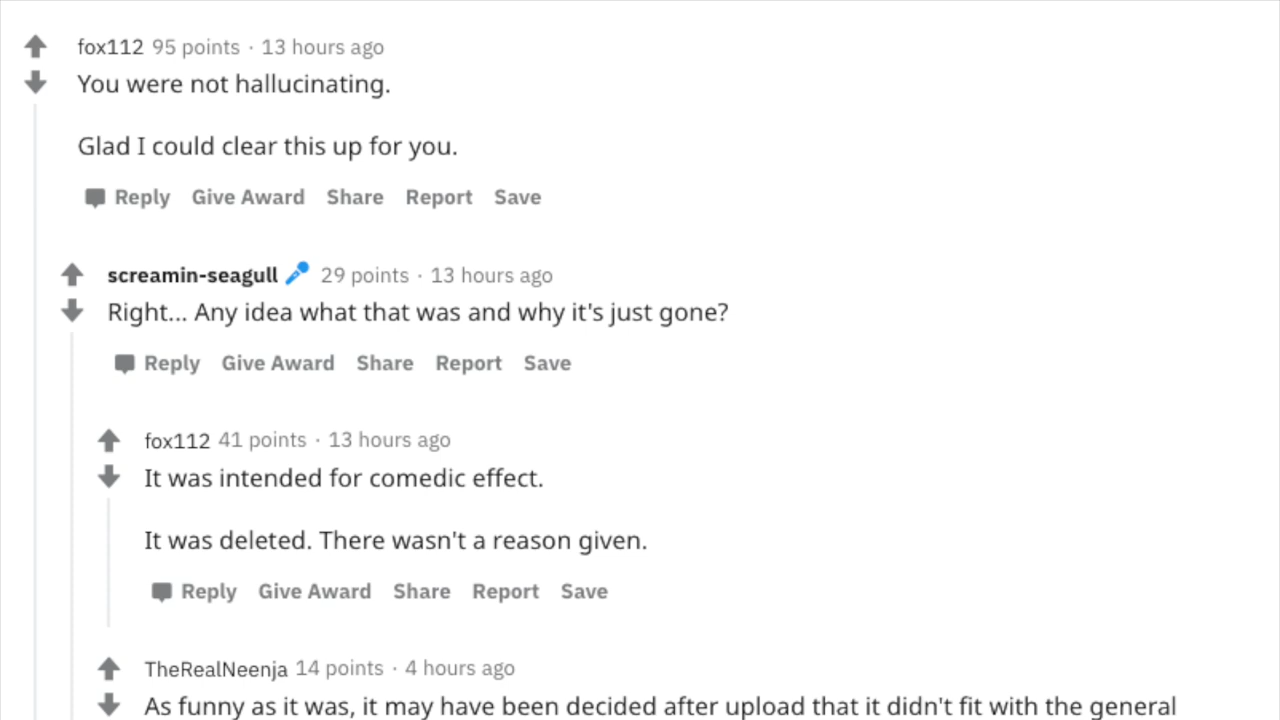 fox112 95 points · 13 hours ago
You were not hallucinating.
Glad I could clear this up for you.
Reply Give Award Share Report Save
screamin-seagull 29 points · 13 hours ago
Right... Any idea what that was and why it's just gone?
Reply Give Award Share Report Save
fox112 41 points · 13 hours ago
It was intended for comedic effect.
It was deleted. There wasn't a reason given.
Reply Give Award Share Report Save
TheRealNeenja 14 points · 4 hours ago
As funny as it was, it may have been decided after upload that it didn't fit with the general